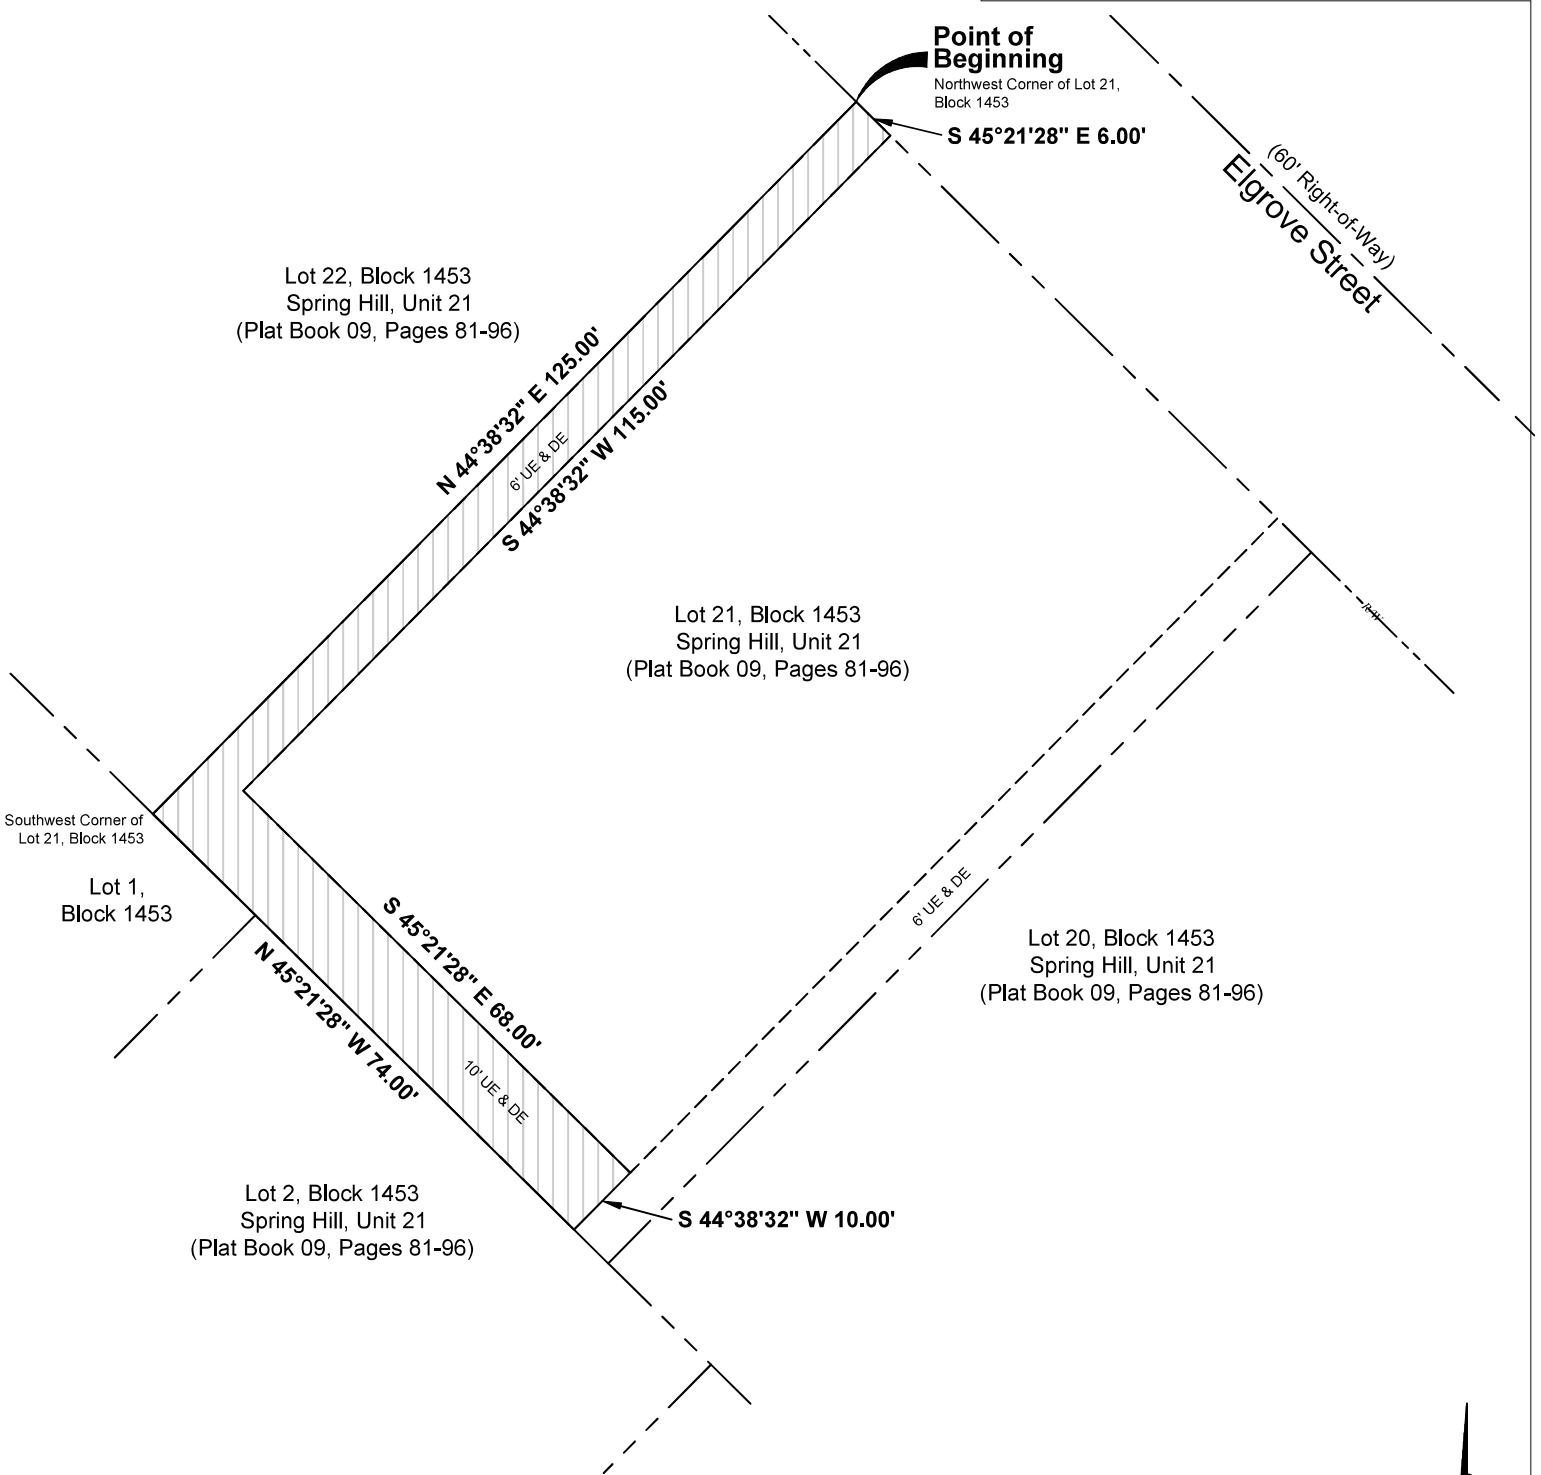 Point of
Beginning
Northwest Corner of Lot 21,
Block 1453
S 45°21'28" E 6.00'
(60' Right-of-Way)
Elgrove Street
Lot 22, Block 1453
Spring Hill, Unit 21
(Plat Book 09, Pages 81-96)
N 44°38'32" E 125.00'
6' UE & DE
S 44°38'32" W 115.00'
Lot 21, Block 1453
Spring Hill, Unit 21
(Plat Book 09, Pages 81-96)
R/W
Southwest Corner of
Lot 21, Block 1453
Lot 1,
Block 1453
S 45°21'28" E 68.00'
N 45°21'28" W 74.00'
10' UE & DE
6' UE & DE
Lot 20, Block 1453
Spring Hill, Unit 21
(Plat Book 09, Pages 81-96)
Lot 2, Block 1453
Spring Hill, Unit 21
(Plat Book 09, Pages 81-96)
S 44°38'32" W 10.00'